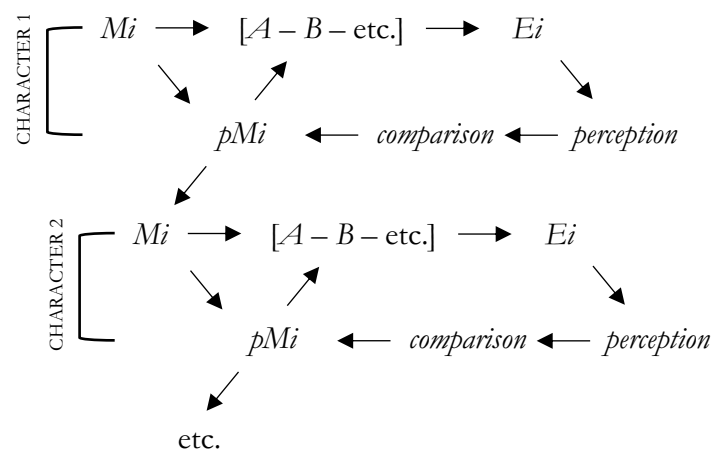 CHARACTER 1
Mi [A – B – etc.] Ei
pMi comparison perception
CHARACTER 2
Mi [A – B – etc.] Ei
pMi comparison perception
etc.